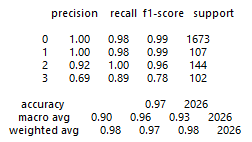 precision recall f1-score support
0 1.00 0.98 0.99 1673
1 1.00 0.98 0.99 107
2 0.92 1.00 0.96 144
3 0.69 0.89 0.78 102
accuracy 0.97 2026
macro avg 0.90 0.96 0.93 2026
weighted avg 0.98 0.97 0.98 2026